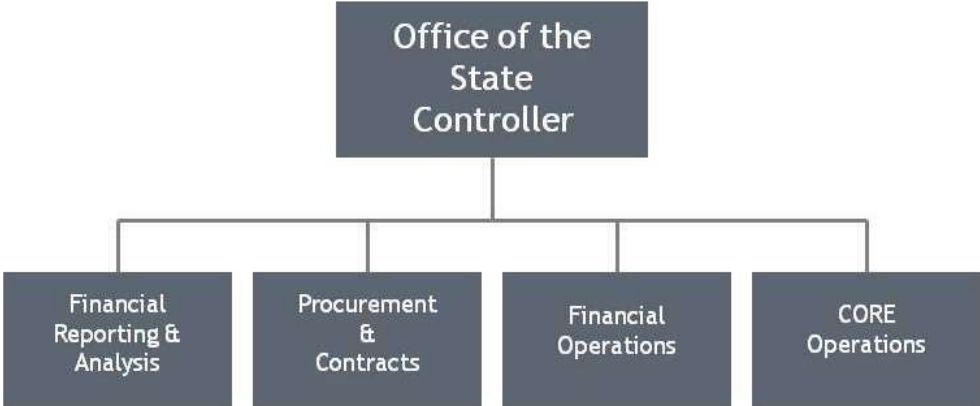 Office of the
State
Controller
Financial
Reporting &
Analysis
Procurement
&
Contracts
Financial
Operations
CORE
Operations